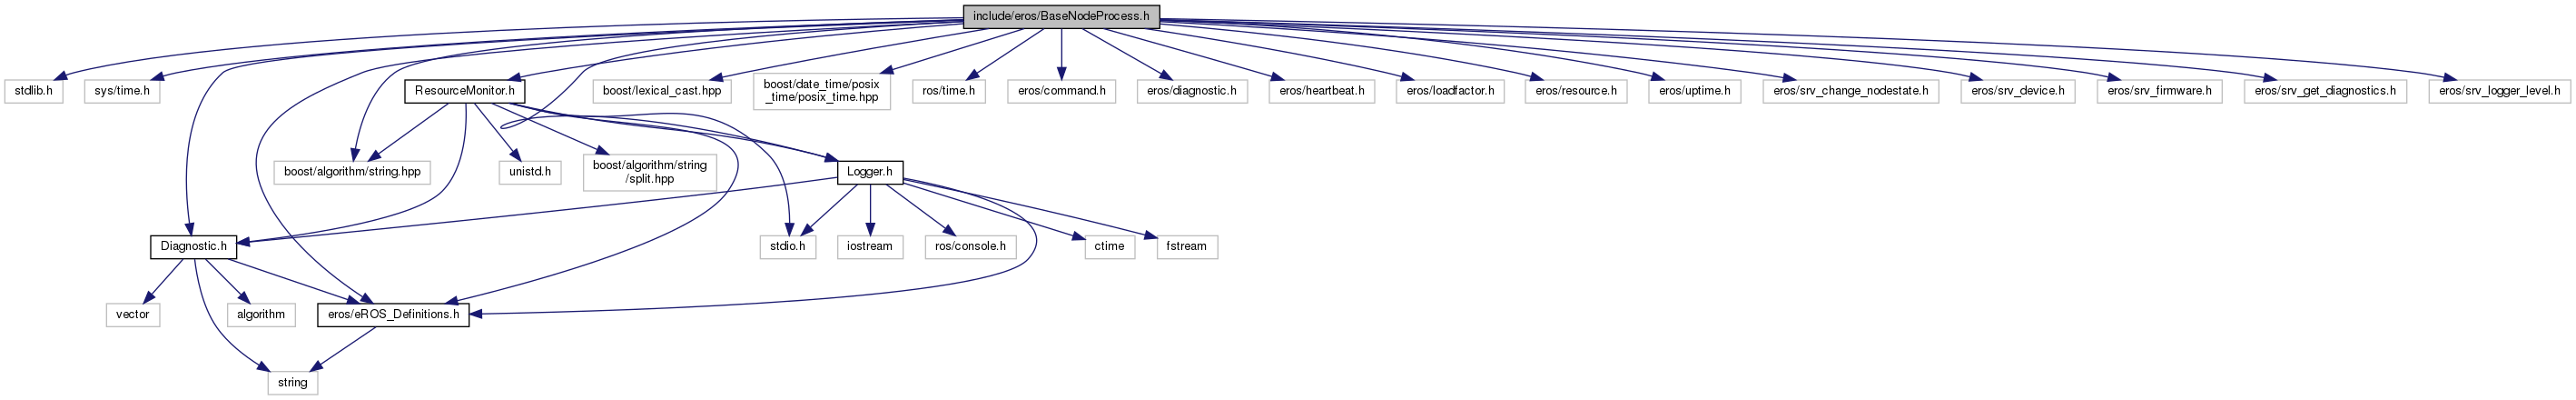 include/eros/BaseNodeProcess.h
stdlib.h
sys/time.h
ResourceMonitor.h
boost/lexical_cast.hpp
boost/date_time/posix
_time/posix_time.hpp
ros/time.h
eros/command.h
eros/diagnostic.h
eros/heartbeat.h
eros/loadfactor.h
eros/resource.h
eros/uptime.h
eros/srv_change_nodestate.h
eros/srv_device.h
eros/srv_firmware.h
eros/srv_get_diagnostics.h
eros/srv_logger_level.h
boost/algorithm/string.hpp
unistd.h
boost/algorithm/string
/split.hpp
Logger.h
Diagnostic.h
stdio.h
iostream
ros/console.h
ctime
fstream
vector
algorithm
eros/eROS_Definitions.h
string